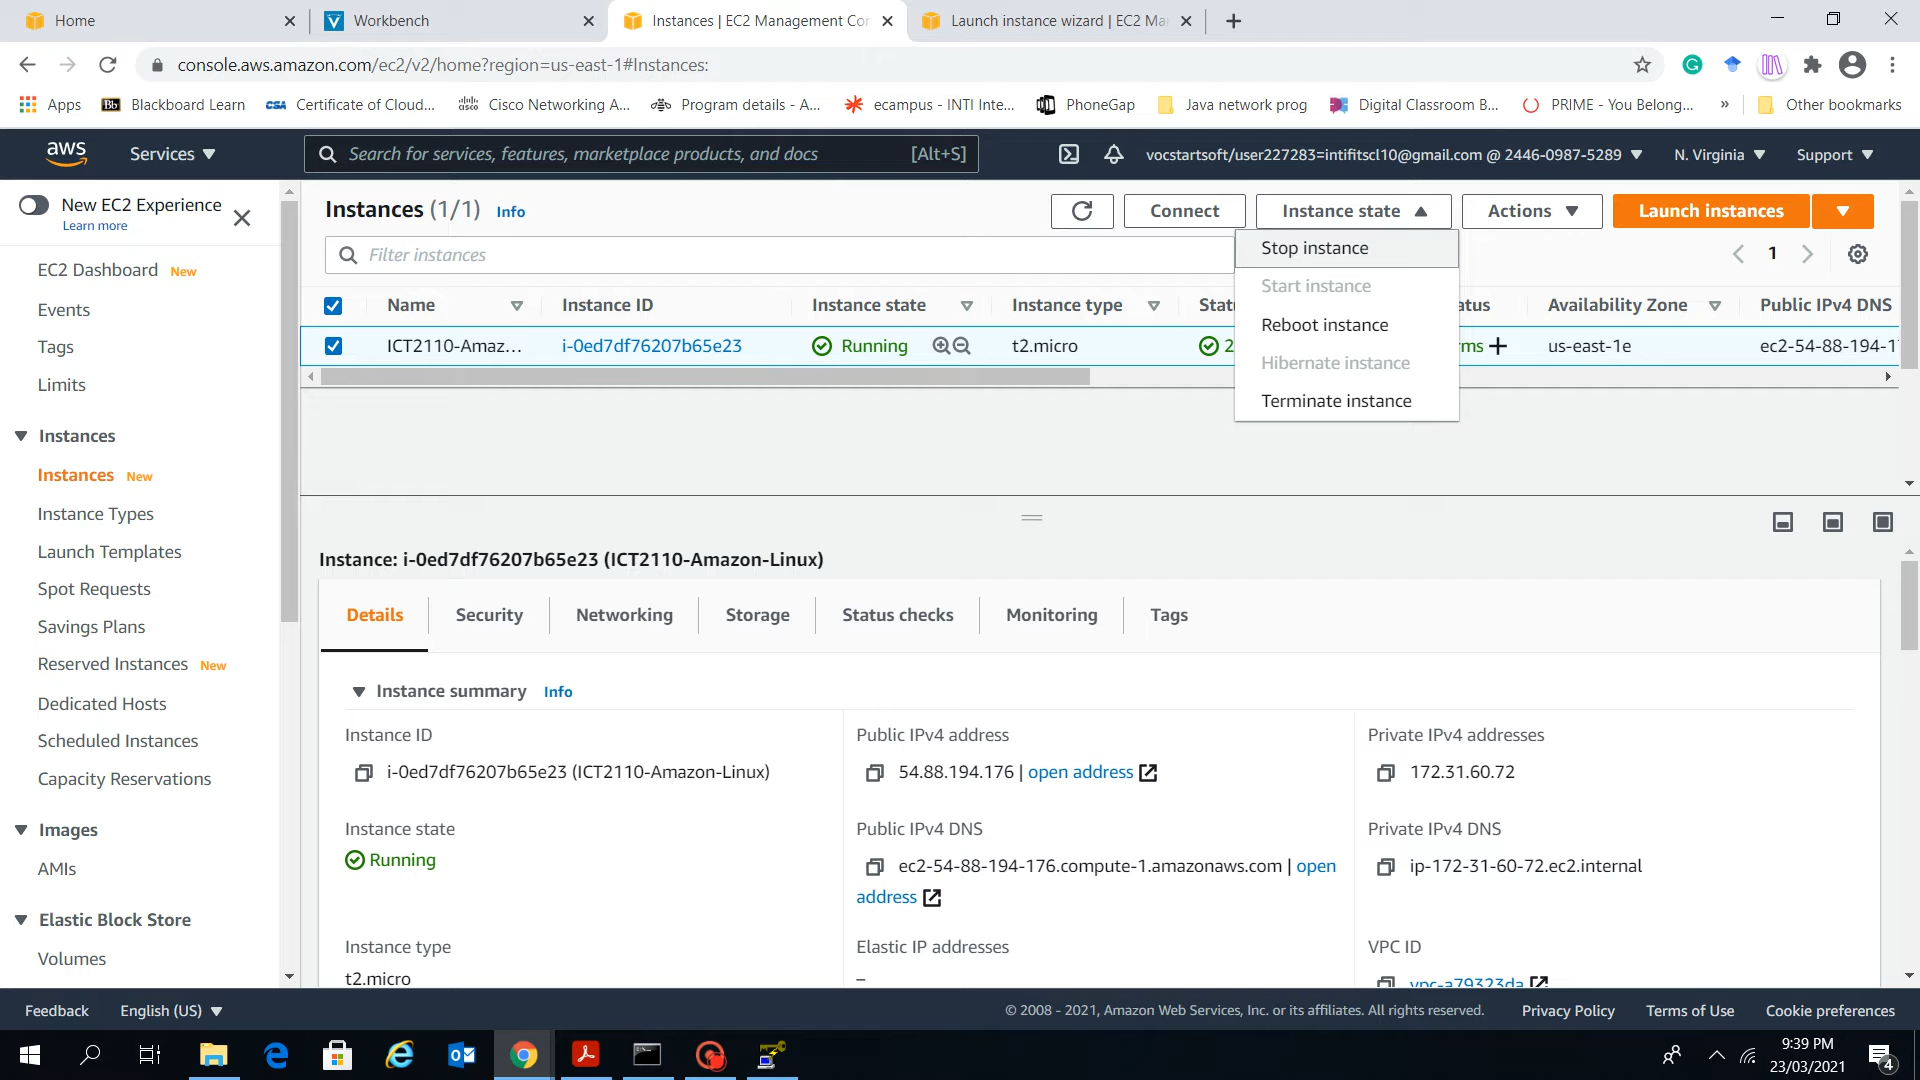 Home
Workbench
Instances | EC2 Management Co
Launch instance wizard | EC2 Ma
console.aws.amazon.com/ec2/v2/home?region=us-east-1#Instances:
Apps
Bb Blackboard Learn
CSA Certificate of Cloud...
Cisco Networking A...
Program details - A...
ecampus - INTI Inte...
PhoneGap
Java network prog
Digital Classroom B...
PRIME - You Belong...
»
Other bookmarks
aws
Services
Search for services, features, marketplace products, and docs [Alt+S]
vocstartsoft/user227283=intifitscl10@gmail.com @ 2446-0987-5289
N. Virginia
Support
New EC2 Experience
Learn more
EC2 Dashboard New
Events
Tags
Limits
Instances
Instances New
Instance Types
Launch Templates
Spot Requests
Savings Plans
Reserved Instances New
Dedicated Hosts
Scheduled Instances
Capacity Reservations
Images
AMIs
Elastic Block Store
Volumes
Instances (1/1) Info
Connect
Instance state
Actions
Launch instances
Filter instances
1
Stop instance
Start instance
Reboot instance
Hibernate instance
Terminate instance
Name
Instance ID
Instance state
Instance type
Statu
atus
Availability Zone
Public IPv4 DNS
ICT2110-Amaz...
i-0ed7df76207b65e23
Running
t2.micro
2
rms
us-east-1e
ec2-54-88-194-1
Instance: i-0ed7df76207b65e23 (ICT2110-Amazon-Linux)
Details
Security
Networking
Storage
Status checks
Monitoring
Tags
Instance summary Info
Instance ID
i-0ed7df76207b65e23 (ICT2110-Amazon-Linux)
Public IPv4 address
54.88.194.176 | open address
Private IPv4 addresses
172.31.60.72
Instance state
Running
Public IPv4 DNS
ec2-54-88-194-176.compute-1.amazonaws.com | open
address
Private IPv4 DNS
ip-172-31-60-72.ec2.internal
Instance type
t2.micro
Elastic IP addresses
–
VPC ID
vpc-a79323da
Feedback
English (US)
© 2008 - 2021, Amazon Web Services, Inc. or its affiliates. All rights reserved.
Privacy Policy
Terms of Use
Cookie preferences
9:39 PM
23/03/2021
4